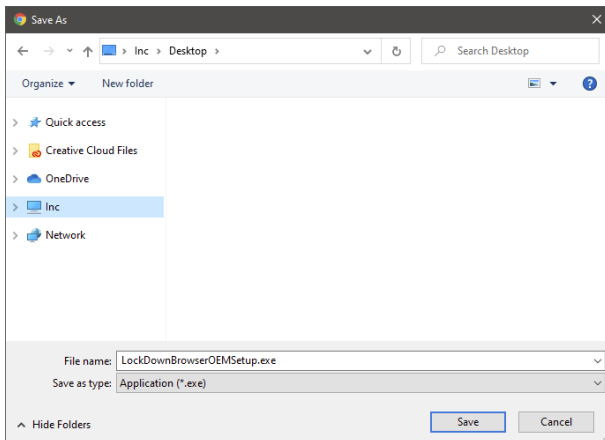 Save As
Inc > Desktop >
Search Desktop
Organize
New folder
Quick access
Creative Cloud Files
OneDrive
Inc
Network
File name: LockDownBrowserOEMSetup.exe
Save as type: Application (*.exe)
Hide Folders
Save
Cancel